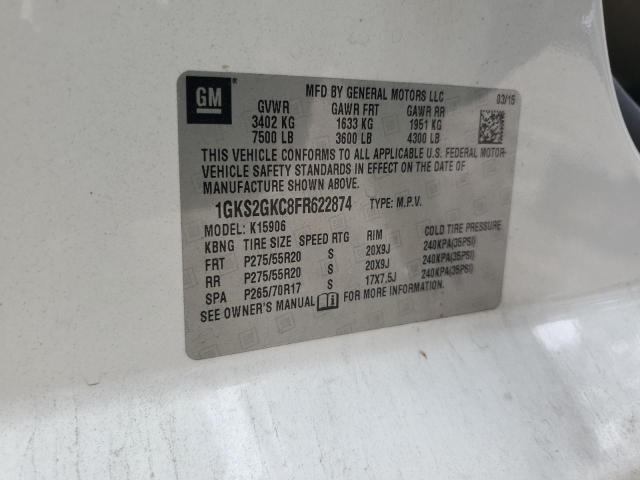 GM
MFD BY GENERAL MOTORS LLC 03/15
GVWR GAWR FRT GAWR RR
3402 KG 1633 KG 1951 KG
7500 LB 3600 LB 4300 LB
THIS VEHICLE CONFORMS TO ALL APPLICABLE U.S. FEDERAL MOTOR
VEHICLE SAFETY STANDARDS IN EFFECT ON THE DATE OF
MANUFACTURE SHOWN ABOVE.
1GKS2GKC8FR622874 TYPE: M.P.V.
MODEL: K15906
KBNG TIRE SIZE SPEED RTG RIM COLD TIRE PRESSURE
FRT P275/55R20 S 20X9J 240KPA(35PSI)
RR P275/55R20 S 20X9J 240KPA(35PSI)
SPA P265/70R17 S 17X7.5J 240KPA(35PSI)
SEE OWNER'S MANUAL FOR MORE INFORMATION.